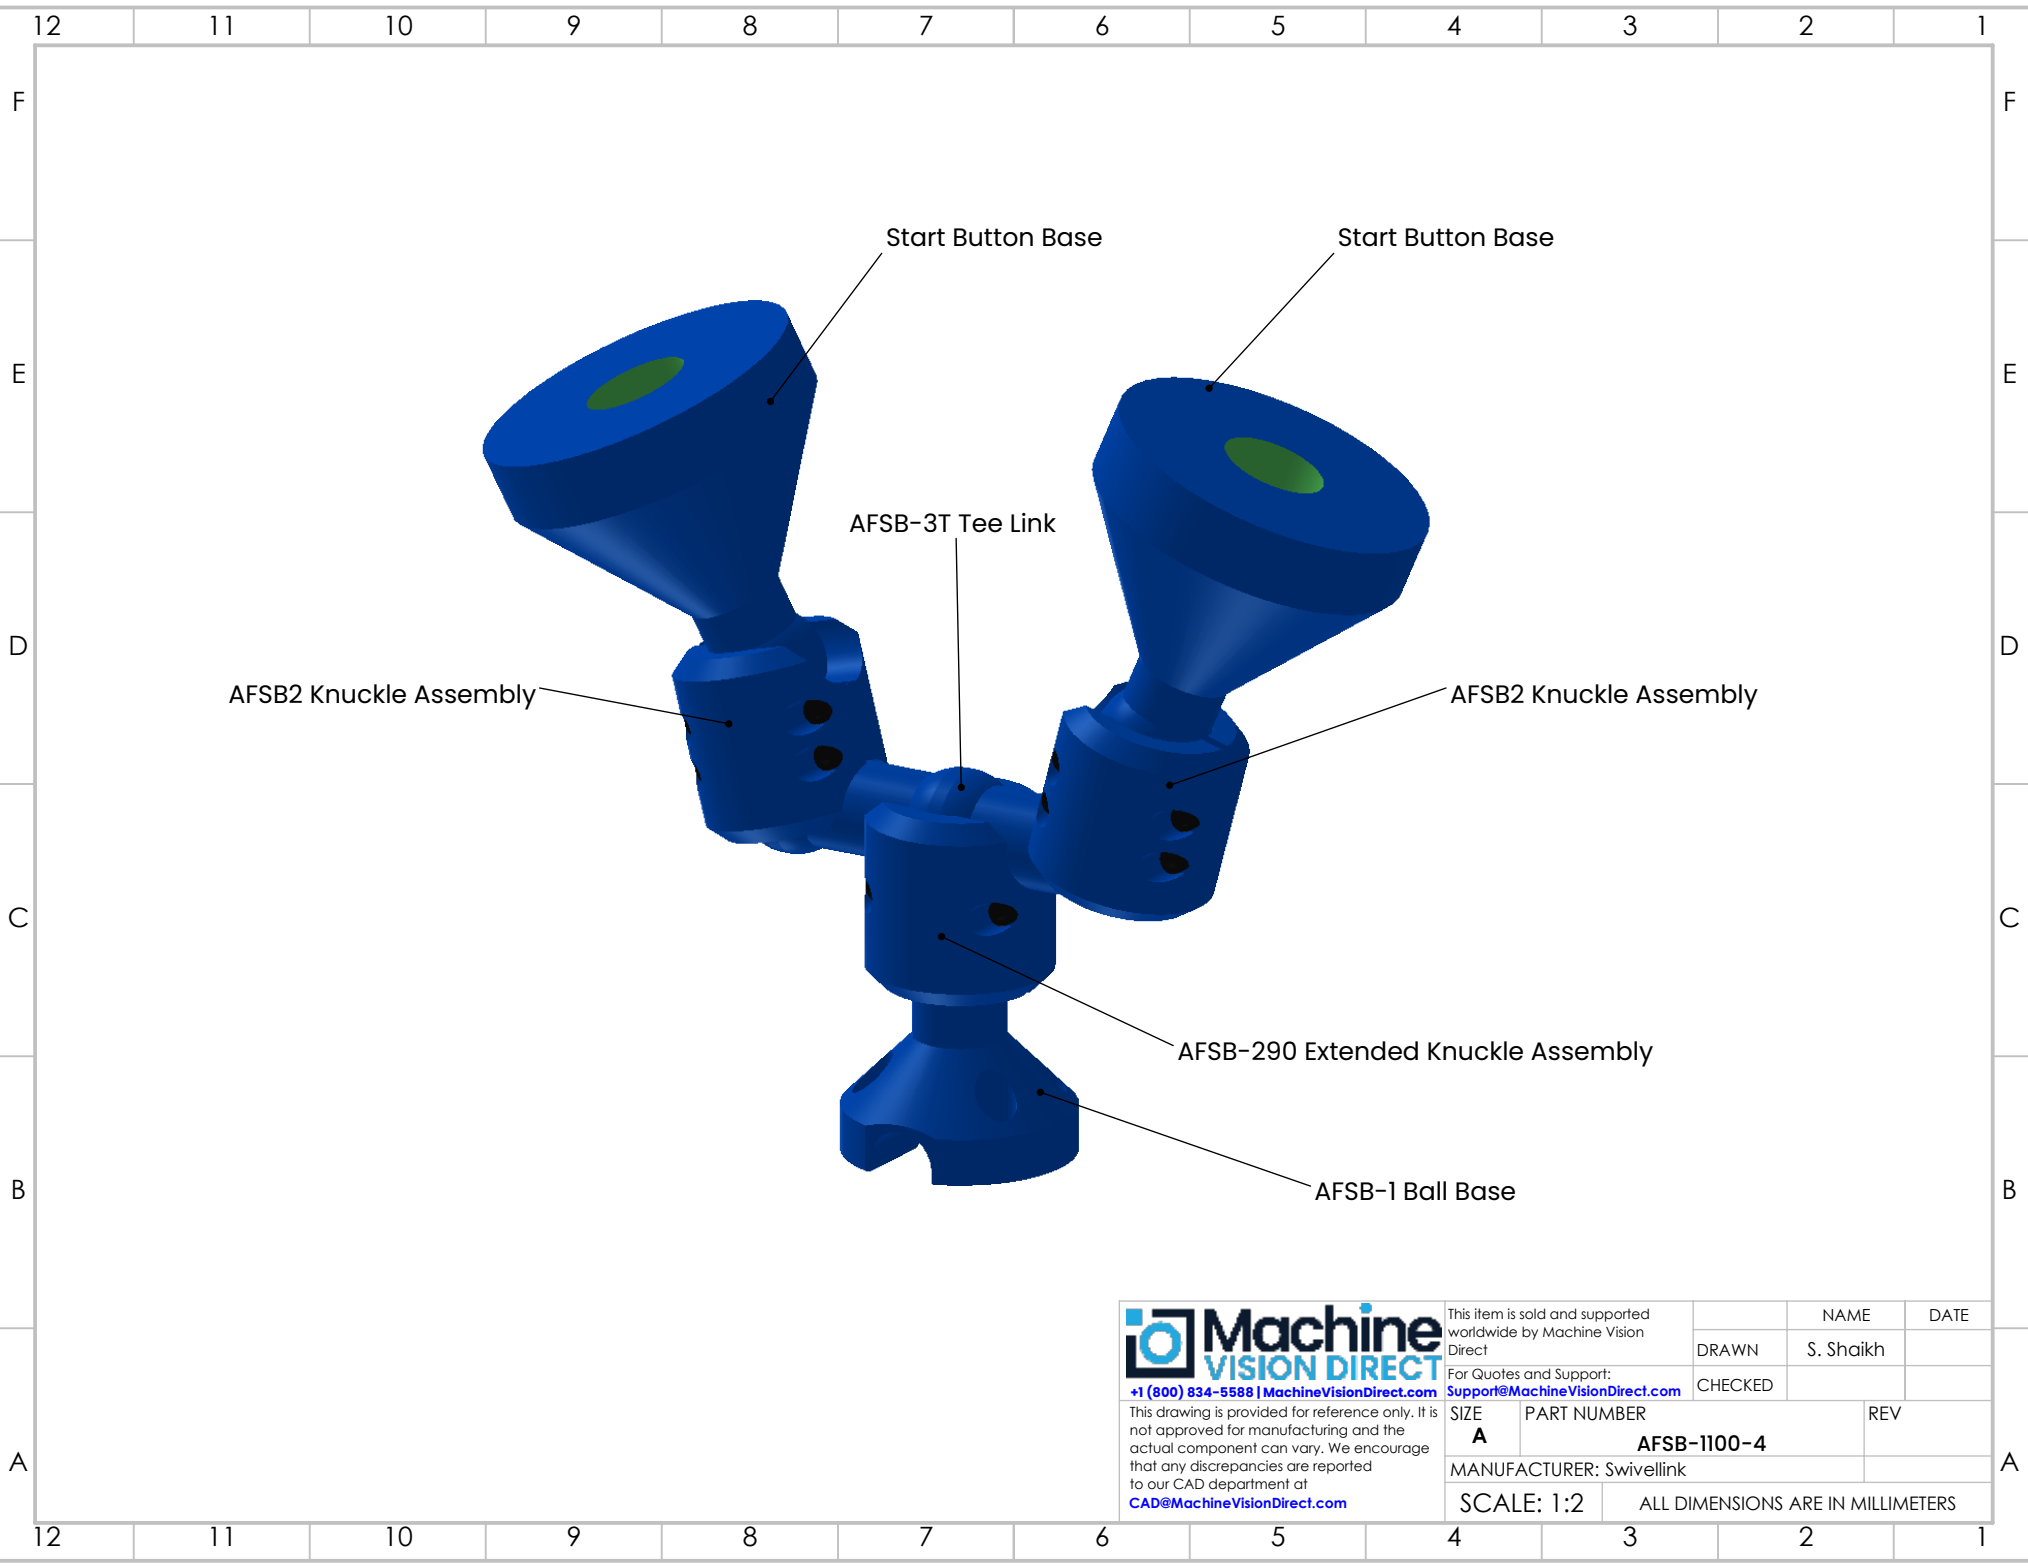 12 11 10 9 8 7 6 5 4 3 2 1
F F
Start Button Base Start Button Base
E E
AFSB-3T Tee Link
D D
AFSB2 Knuckle Assembly AFSB2 Knuckle Assembly
C C
AFSB-290 Extended Knuckle Assembly
B B
AFSB-1 Ball Base
Machine
VISION DIRECT
+1 (800) 834-5588 | MachineVisionDirect.com
This item is sold and supported
worldwide by Machine Vision
Direct
For Quotes and Support:
Support@MachineVisionDirect.com
NAME DATE
DRAWN S. Shaikh
CHECKED
This drawing is provided for reference only. It is
not approved for manufacturing and the
actual component can vary. We encourage
that any discrepancies are reported
to our CAD department at
CAD@MachineVisionDirect.com
SIZE PART NUMBER REV
A AFSB-1100-4
MANUFACTURER: Swivellink
SCALE: 1:2 ALL DIMENSIONS ARE IN MILLIMETERS
A A
12 11 10 9 8 7 6 5 4 3 2 1